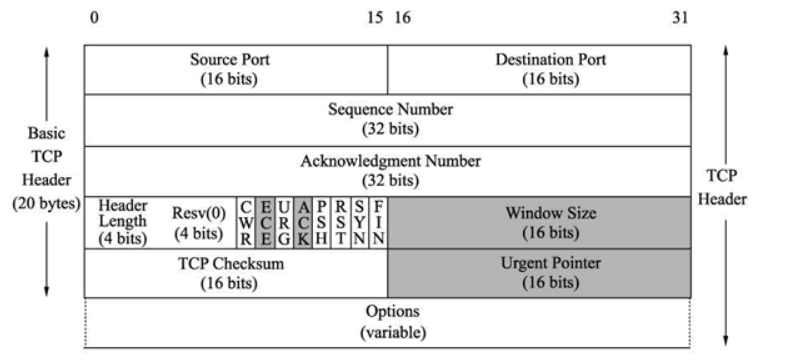 0 15 16 31
Source Port
(16 bits)
Destination Port
(16 bits)
Sequence Number
(32 bits)
Acknowledgment Number
(32 bits)
Basic
TCP
Header
(20 bytes)
Header
Length
(4 bits)
Resv(0)
(4 bits)
CWR
ECE
URG
ACK
PSH
RST
SYN
FIN
Window Size
(16 bits)
TCP
Header
TCP Checksum
(16 bits)
Urgent Pointer
(16 bits)
Options
(variable)